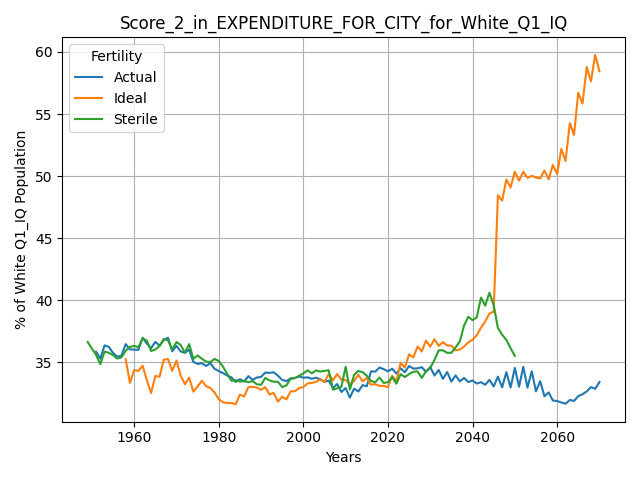 Score_2_in_EXPENDITURE_FOR_CITY_for_White_Q1_IQ
Fertility
Actual
Ideal
Sterile
% of White Q1_IQ Population
60
55
50
45
40
35
1960 1980 2000 2020 2040 2060
Years